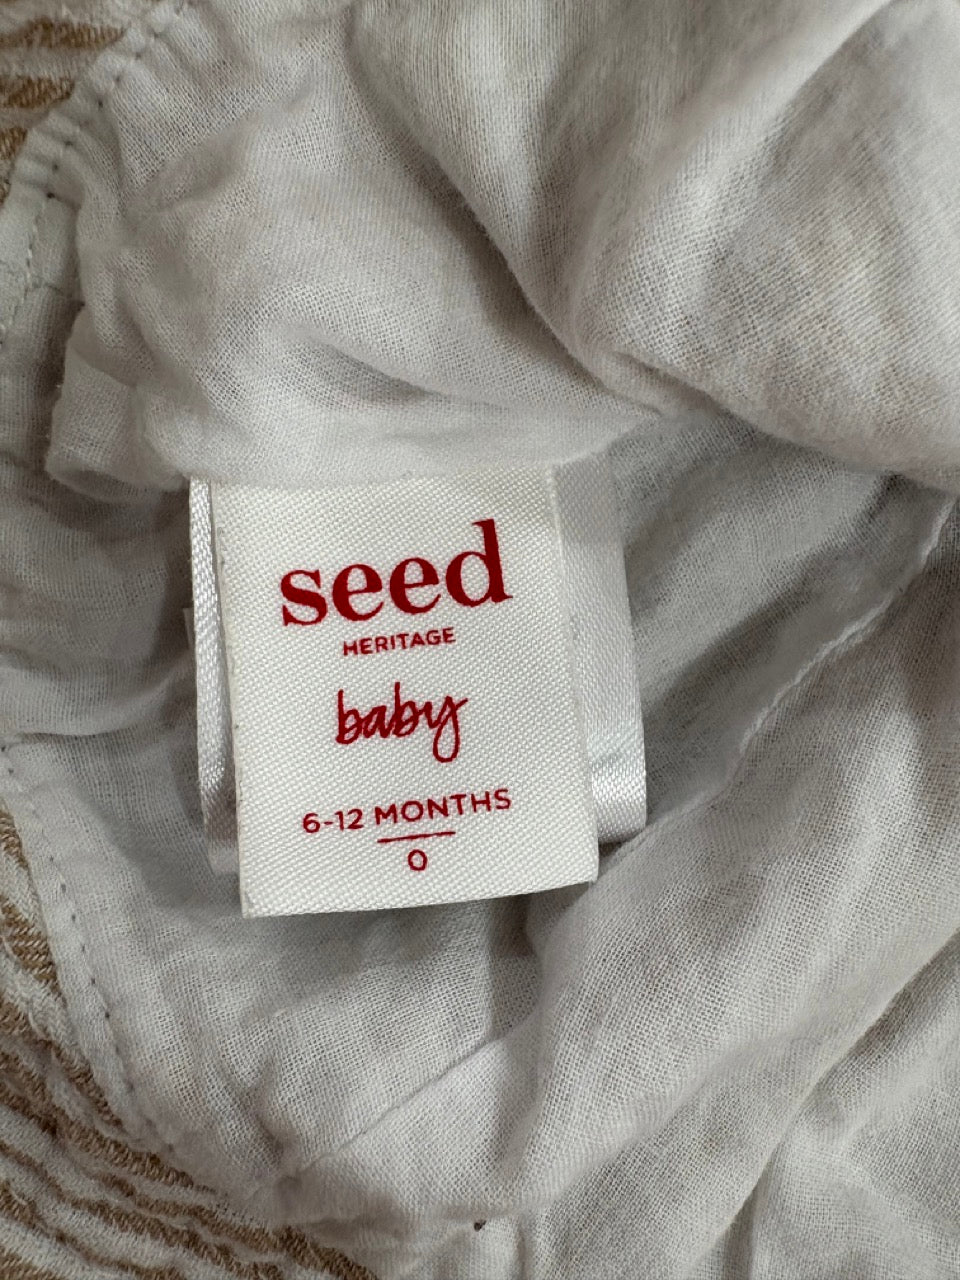 seed
HERITAGE
baby
6-12 MONTHS
0